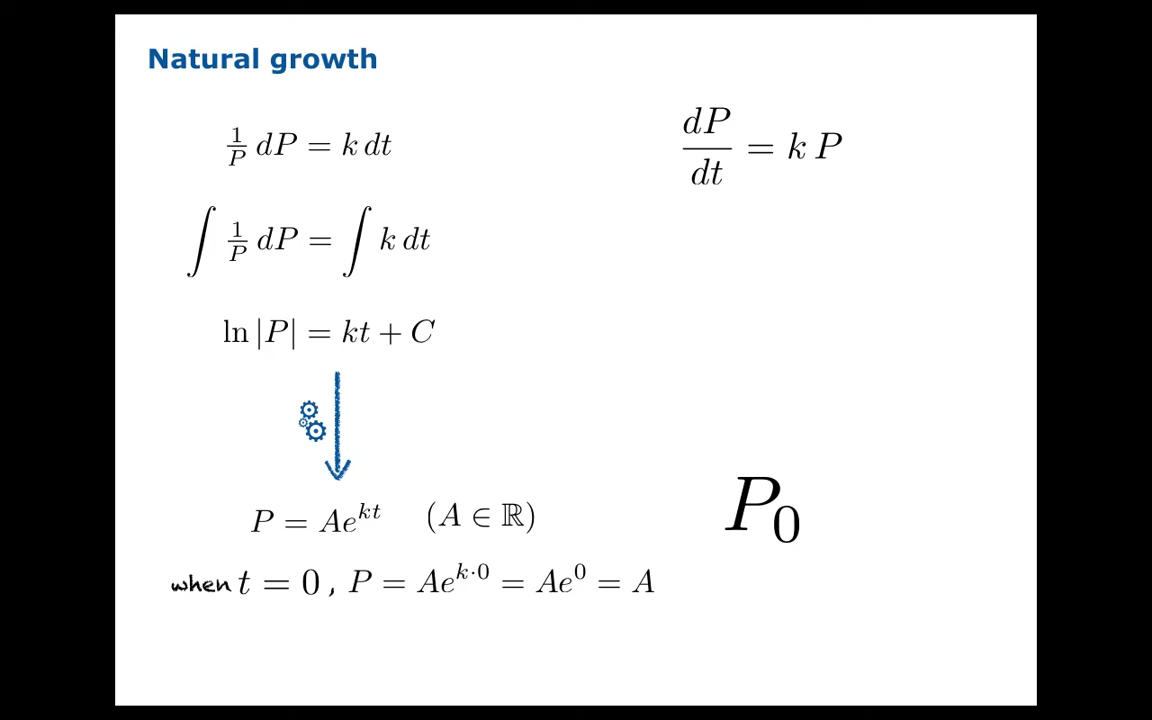 Natural growth
1/P dP = k dt
dP/dt = k P
∫ 1/P dP = ∫ k dt
ln |P| = kt + C
P = Ae^{kt} (A ∈ ℝ)
P₀
when t = 0 , P = Ae^{k·0} = Ae^0 = A